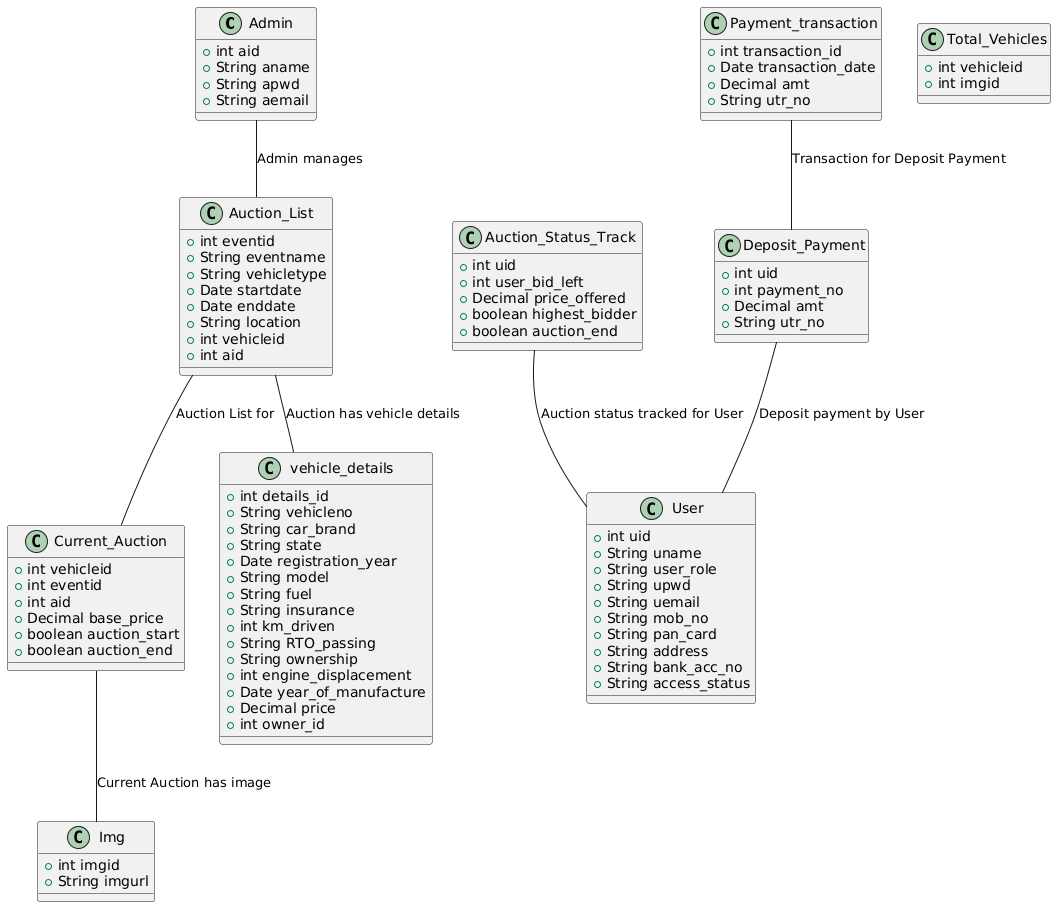 C Admin
int aid
String aname
String apwd
String aemail
C Payment_transaction
int transaction_id
Date transaction_date
Decimal amt
String utr_no
C Total_Vehicles
int vehicleid
int imgid
Admin manages
Transaction for Deposit Payment
C Auction_List
int eventid
String eventname
String vehicletype
Date startdate
Date enddate
String location
int vehicleid
int aid
C Auction_Status_Track
int uid
int user_bid_left
Decimal price_offered
boolean highest_bidder
boolean auction_end
C Deposit_Payment
int uid
int payment_no
Decimal amt
String utr_no
Auction List for
Auction has vehicle details
Auction status tracked for User
Deposit payment by User
C Current_Auction
int vehicleid
int eventid
int aid
Decimal base_price
boolean auction_start
boolean auction_end
C vehicle_details
int details_id
String vehicleno
String car_brand
String state
Date registration_year
String model
String fuel
String insurance
int km_driven
String RTO_passing
String ownership
int engine_displacement
Date year_of_manufacture
Decimal price
int owner_id
C User
int uid
String uname
String user_role
String upwd
String uemail
String mob_no
String pan_card
String address
String bank_acc_no
String access_status
Current Auction has image
C Img
int imgid
String imgurl